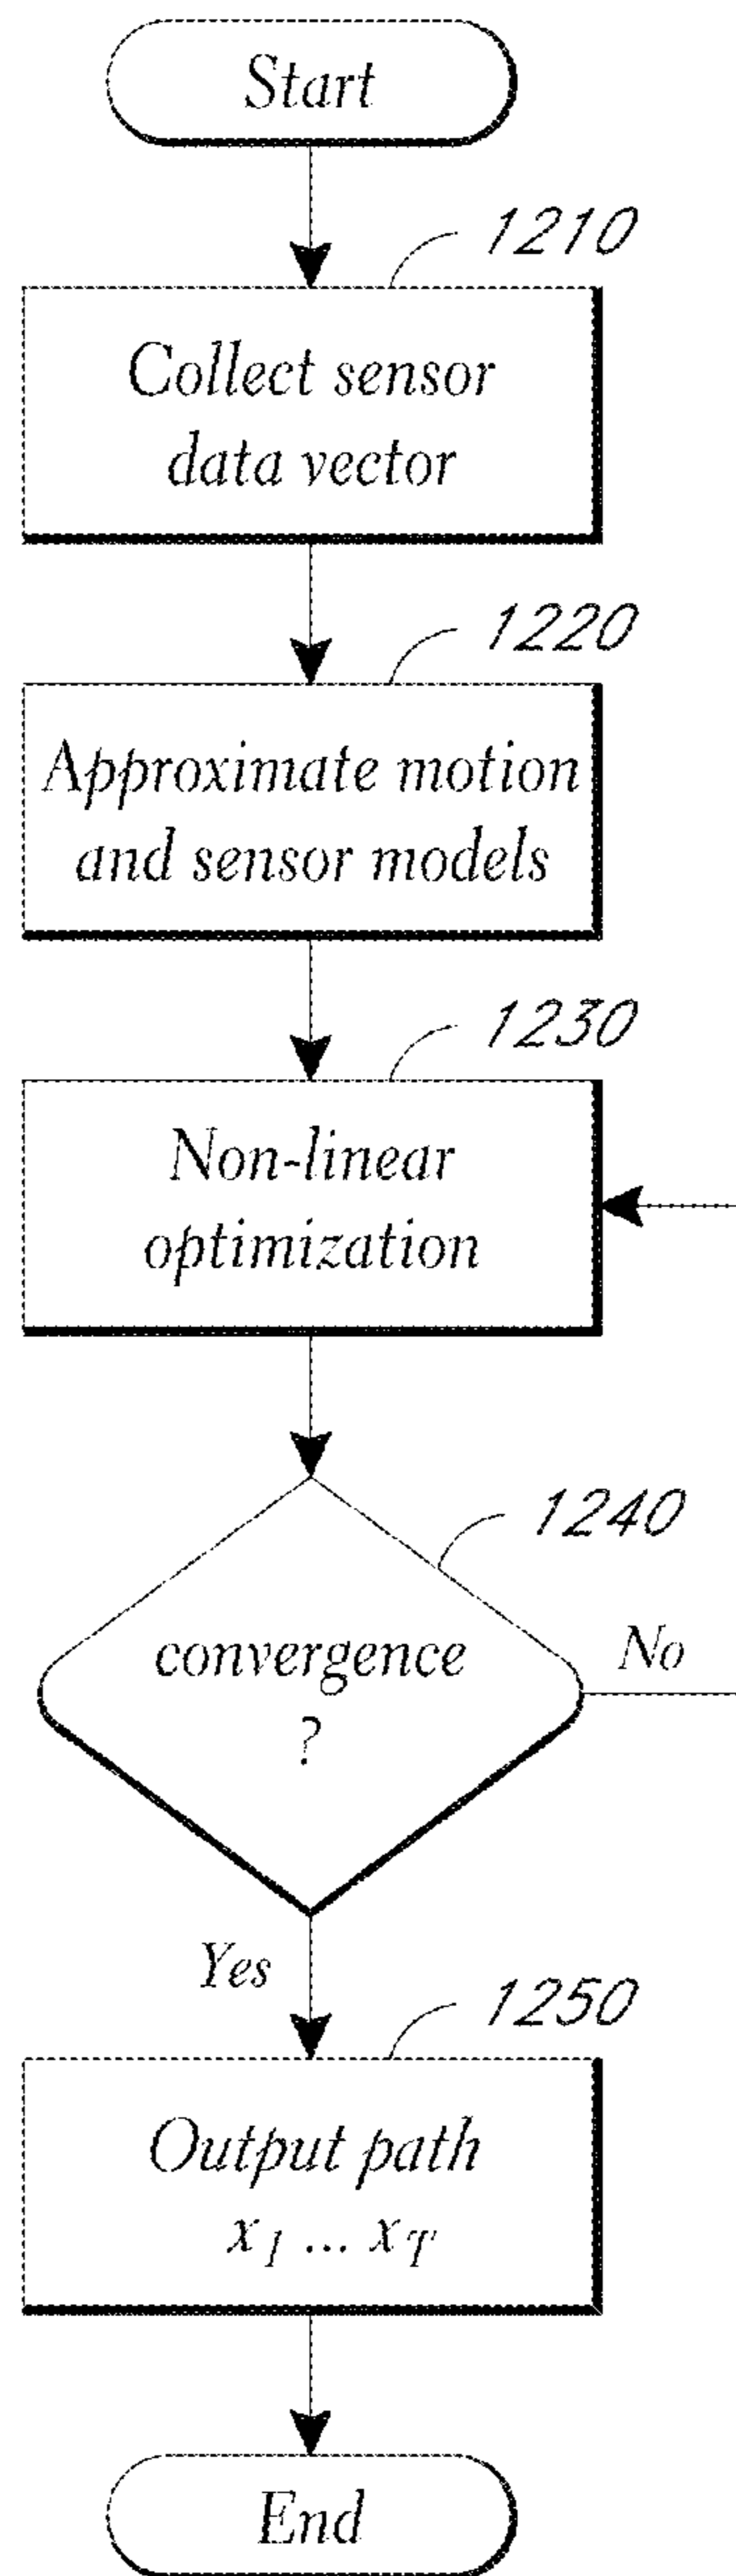 Start
1210
Collect sensor
data vector
1220
Approximate motion
and sensor models
1230
Non-linear
optimization
1240
convergence
?
No
Yes
1250
Output path
x₁ ... x_T
End